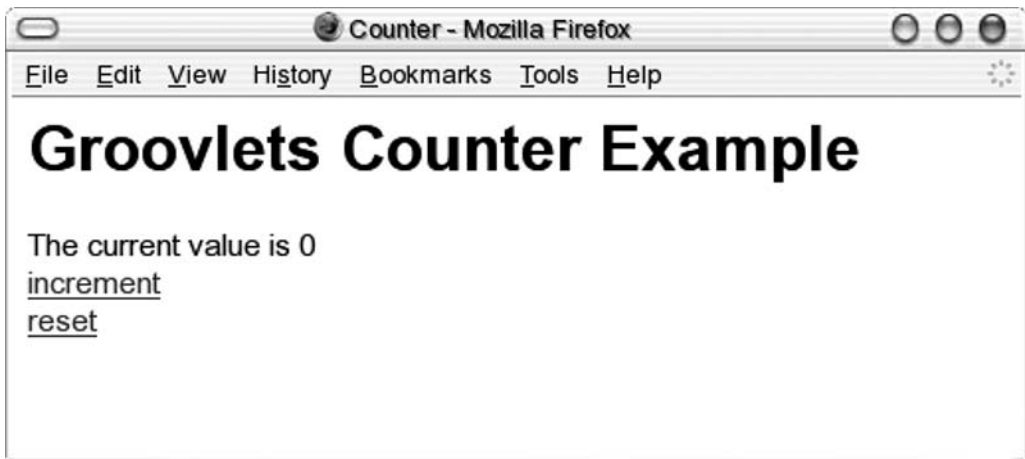 Counter - Mozilla Firefox
File Edit View History Bookmarks Tools Help
Groovlets Counter Example
The current value is 0
increment
reset